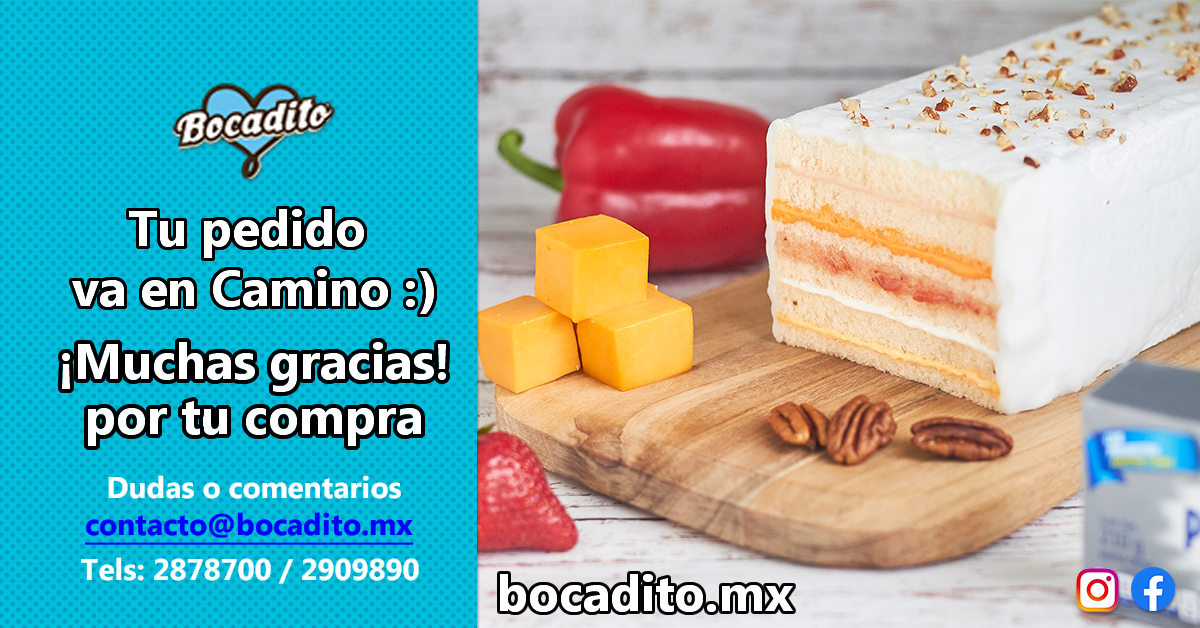 Bocadito
Tu pedido
va en Camino :)
¡Muchas gracias!
por tu compra
Dudas o comentarios
contacto@bocadito.mx
Tels: 2878700 / 2909890
bocadito.mx